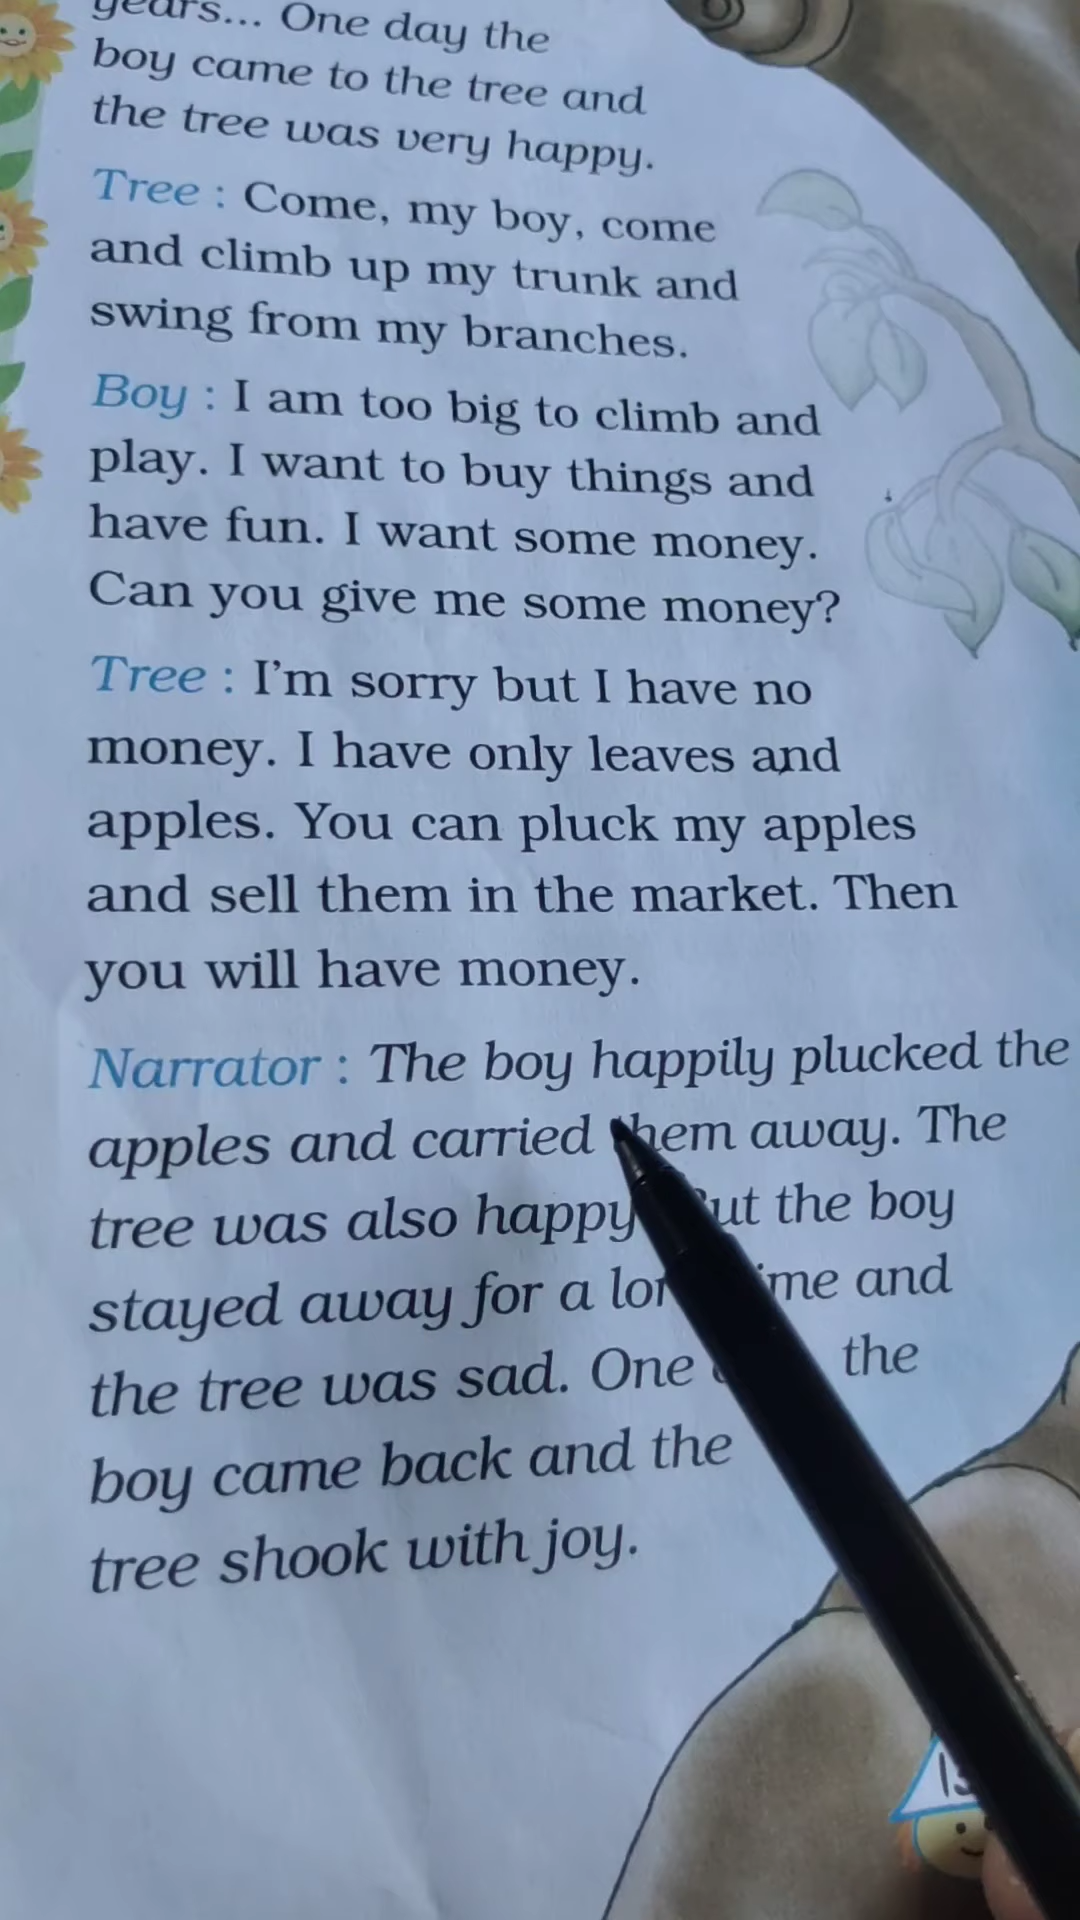 years... One day the
boy came to the tree and
the tree was very happy.
Tree : Come, my boy, come
and climb up my trunk and
swing from my branches.
Boy : I am too big to climb and
play. I want to buy things and
have fun. I want some money.
Can you give me some money?
Tree : I'm sorry but I have no
money. I have only leaves and
apples. You can pluck my apples
and sell them in the market. Then
you will have money.
Narrator : The boy happily plucked the
apples and carried them away. The
tree was also happy But the boy
stayed away for a and
the tree was sad. One the
boy came back and the
tree shook with joy.